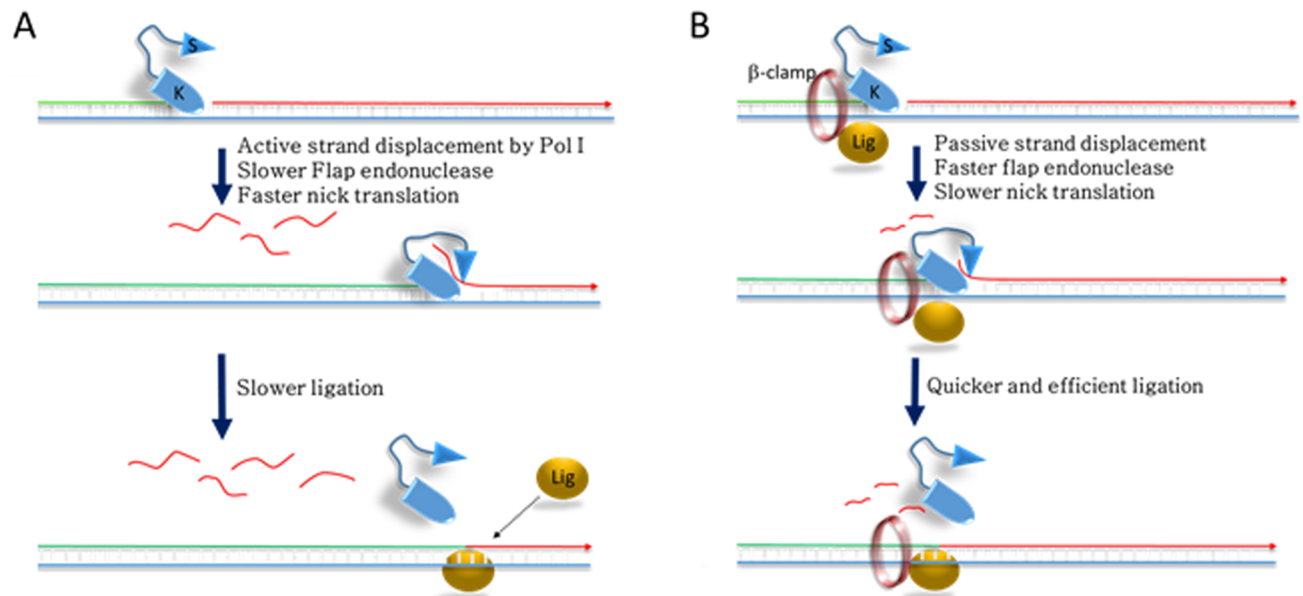 A
S
K
Active strand displacement by Pol I
Slower Flap endonuclease
Faster nick translation
Slower ligation
Lig
B
S
β-clamp
K
Lig
Passive strand displacement
Faster flap endonuclease
Slower nick translation
Quicker and efficient ligation